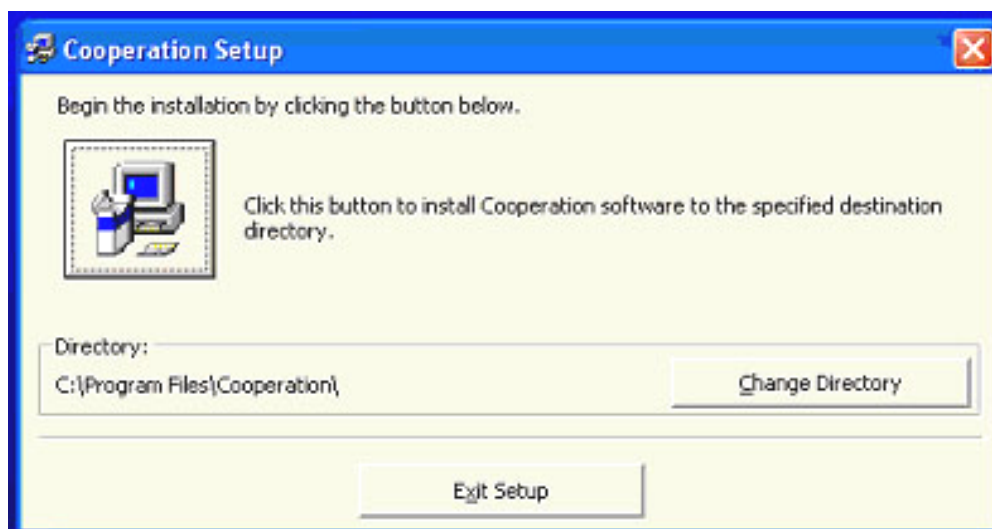 Cooperation Setup
Begin the installation by clicking the button below.
Click this button to install Cooperation software to the specified destination
directory.
Directory:
C:\Program Files\Cooperation\
Change Directory
Exit Setup